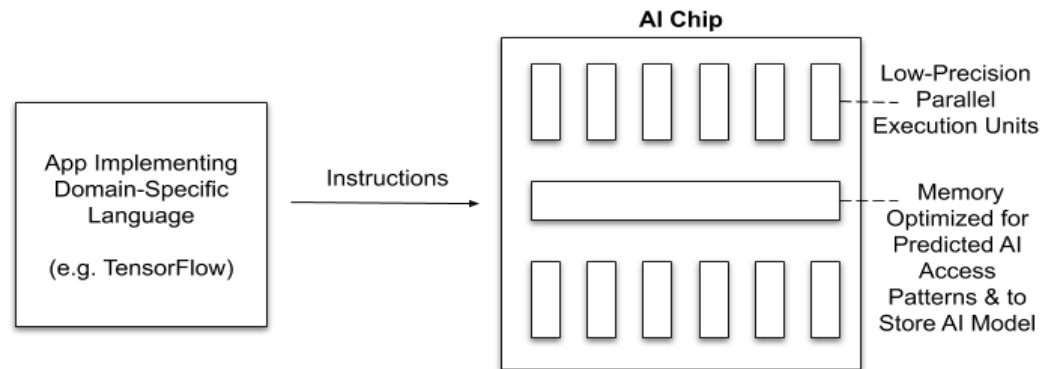 AI Chip
App Implementing
Domain-Specific
Language
(e.g. TensorFlow)
Instructions
Low-Precision
Parallel
Execution Units
Memory
Optimized for
Predicted AI
Access
Patterns & to
Store AI Model